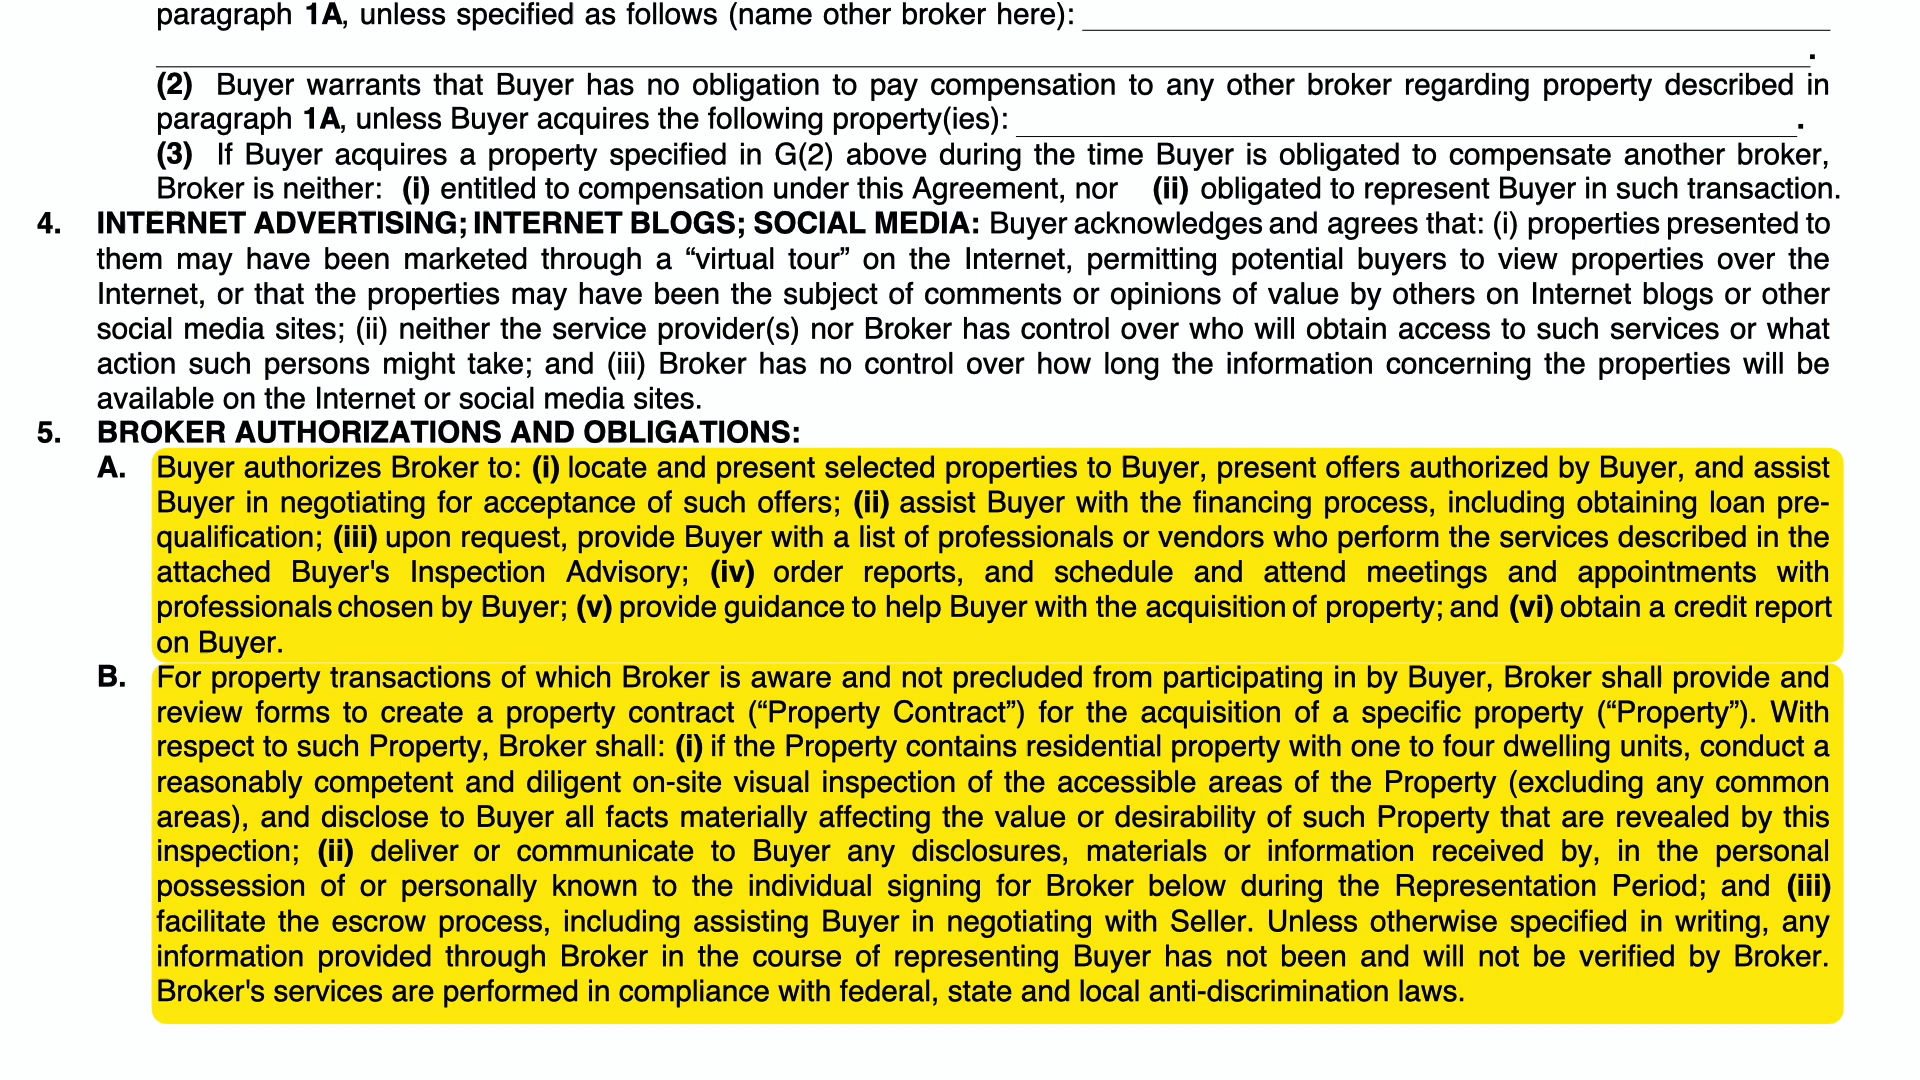 paragraph 1A, unless specified as follows (name other broker here):
.
(2) Buyer warrants that Buyer has no obligation to pay compensation to any other broker regarding property described in
paragraph 1A, unless Buyer acquires the following property(ies): .
(3) If Buyer acquires a property specified in G(2) above during the time Buyer is obligated to compensate another broker,
Broker is neither: (i) entitled to compensation under this Agreement, nor (ii) obligated to represent Buyer in such transaction.
4. INTERNET ADVERTISING; INTERNET BLOGS; SOCIAL MEDIA: Buyer acknowledges and agrees that: (i) properties presented to
them may have been marketed through a “virtual tour” on the Internet, permitting potential buyers to view properties over the
Internet, or that the properties may have been the subject of comments or opinions of value by others on Internet blogs or other
social media sites; (ii) neither the service provider(s) nor Broker has control over who will obtain access to such services or what
action such persons might take; and (iii) Broker has no control over how long the information concerning the properties will be
available on the Internet or social media sites.
5. BROKER AUTHORIZATIONS AND OBLIGATIONS:
A. Buyer authorizes Broker to: (i) locate and present selected properties to Buyer, present offers authorized by Buyer, and assist
Buyer in negotiating for acceptance of such offers; (ii) assist Buyer with the financing process, including obtaining loan pre-
qualification; (iii) upon request, provide Buyer with a list of professionals or vendors who perform the services described in the
attached Buyer's Inspection Advisory; (iv) order reports, and schedule and attend meetings and appointments with
professionals chosen by Buyer; (v) provide guidance to help Buyer with the acquisition of property; and (vi) obtain a credit report
on Buyer.
B. For property transactions of which Broker is aware and not precluded from participating in by Buyer, Broker shall provide and
review forms to create a property contract (“Property Contract”) for the acquisition of a specific property (“Property”). With
respect to such Property, Broker shall: (i) if the Property contains residential property with one to four dwelling units, conduct a
reasonably competent and diligent on-site visual inspection of the accessible areas of the Property (excluding any common
areas), and disclose to Buyer all facts materially affecting the value or desirability of such Property that are revealed by this
inspection; (ii) deliver or communicate to Buyer any disclosures, materials or information received by, in the personal
possession of or personally known to the individual signing for Broker below during the Representation Period; and (iii)
facilitate the escrow process, including assisting Buyer in negotiating with Seller. Unless otherwise specified in writing, any
information provided through Broker in the course of representing Buyer has not been and will not be verified by Broker.
Broker's services are performed in compliance with federal, state and local anti-discrimination laws.